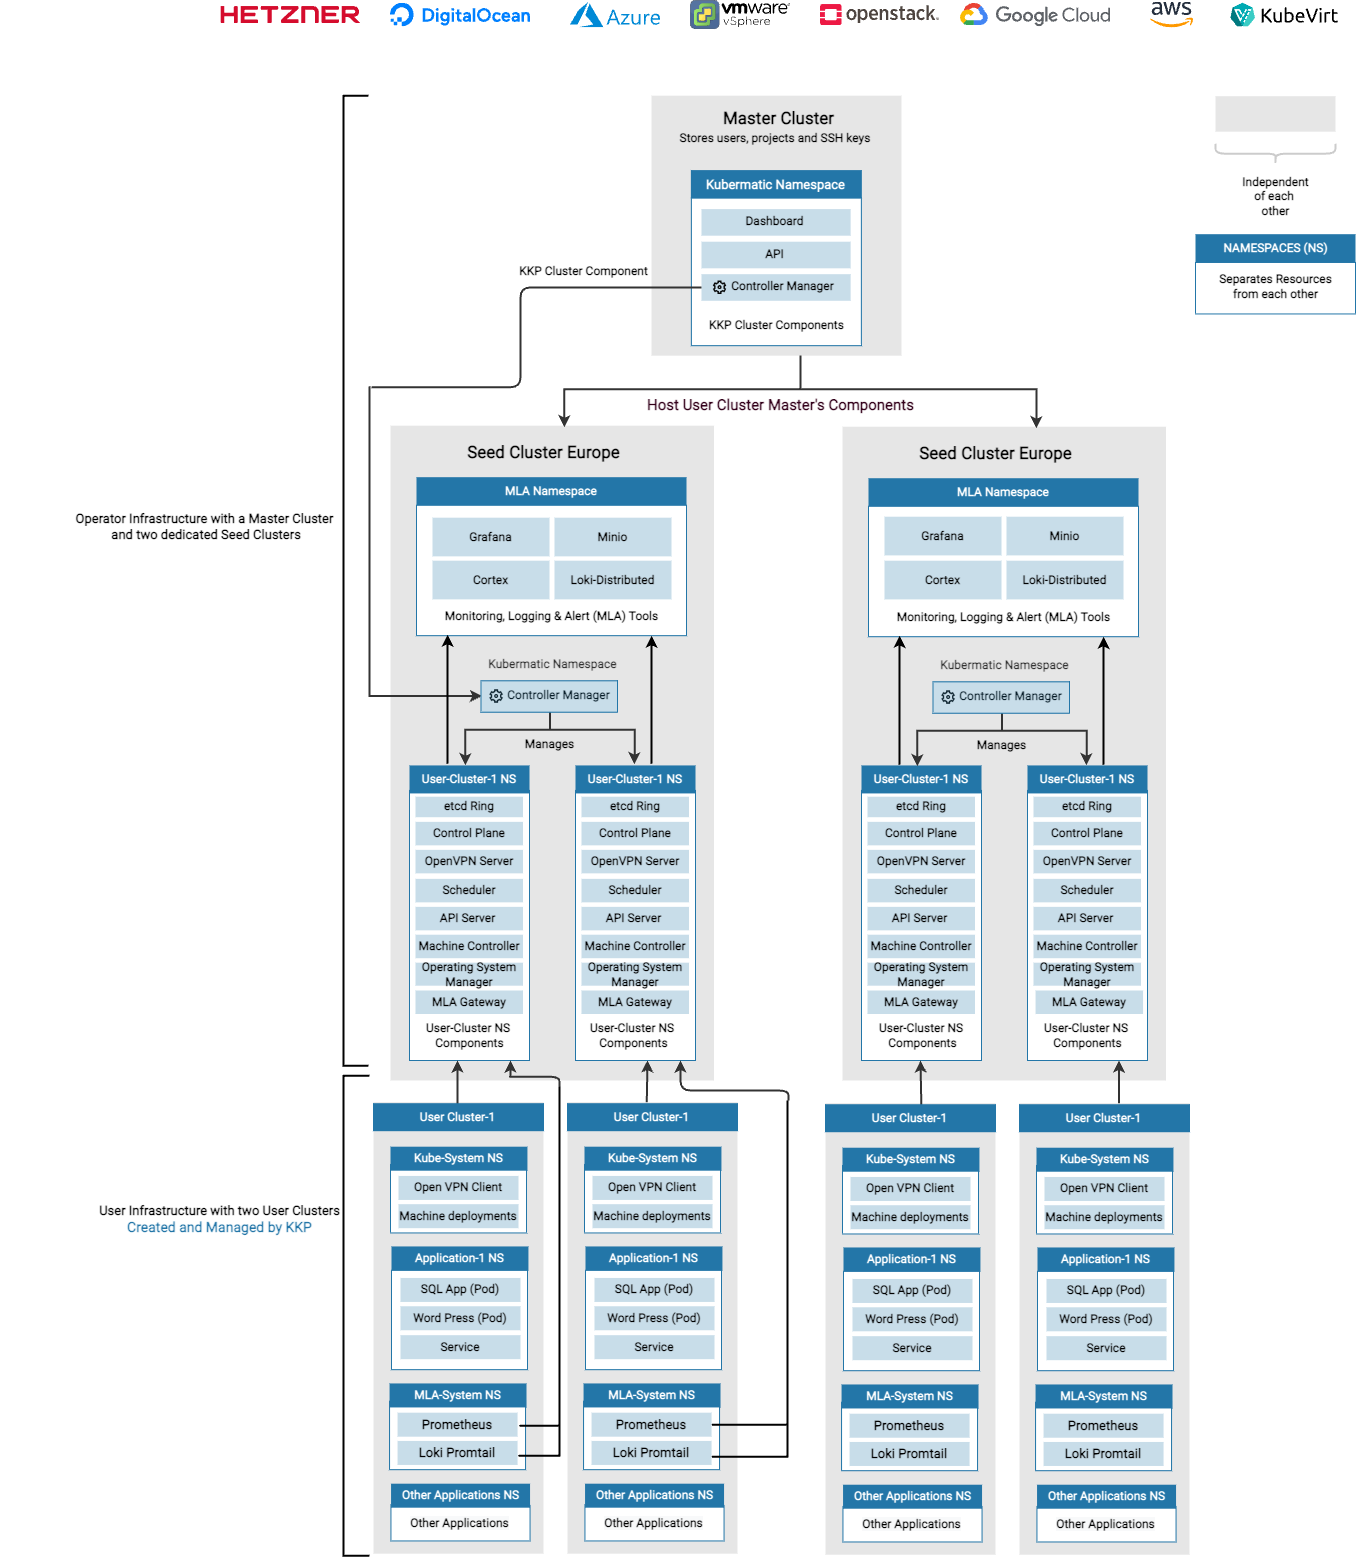 HETZNER
DigitalOcean
Azure
vmware®
vSphere
openstack.
Google Cloud
aws
KubeVirt
Master Cluster
Stores users, projects and SSH keys
Kubermatic Namespace
Dashboard
API
Controller Manager
KKP Cluster Components
KKP Cluster Component
Independent
of each
other
NAMESPACES (NS)
Separates Resources
from each other
Host User Cluster Master's Components
Operator Infrastructure with a Master Cluster
and two dedicated Seed Clusters
Seed Cluster Europe
MLA Namespace
Grafana
Minio
Cortex
Loki-Distributed
Monitoring, Logging & Alert (MLA) Tools
Kubermatic Namespace
Controller Manager
Manages
User-Cluster-1 NS
etcd Ring
Control Plane
OpenVPN Server
Scheduler
API Server
Machine Controller
Operating System
Manager
MLA Gateway
User-Cluster NS
Components
User-Cluster-1 NS
etcd Ring
Control Plane
OpenVPN Server
Scheduler
API Server
Machine Controller
Operating System
Manager
MLA Gateway
User-Cluster NS
Components
Seed Cluster Europe
MLA Namespace
Grafana
Minio
Cortex
Loki-Distributed
Monitoring, Logging & Alert (MLA) Tools
Kubermatic Namespace
Controller Manager
Manages
User-Cluster-1 NS
etcd Ring
Control Plane
OpenVPN Server
Scheduler
API Server
Machine Controller
Operating System
Manager
MLA Gateway
User-Cluster NS
Components
User-Cluster-1 NS
etcd Ring
Control Plane
OpenVPN Server
Scheduler
API Server
Machine Controller
Operating System
Manager
MLA Gateway
User-Cluster NS
Components
User Infrastructure with two User Clusters
Created and Managed by KKP
User Cluster-1
Kube-System NS
Open VPN Client
Machine deployments
Application-1 NS
SQL App (Pod)
Word Press (Pod)
Service
MLA-System NS
Prometheus
Loki Promtail
Other Applications NS
Other Applications
User Cluster-1
Kube-System NS
Open VPN Client
Machine deployments
Application-1 NS
SQL App (Pod)
Word Press (Pod)
Service
MLA-System NS
Prometheus
Loki Promtail
Other Applications NS
Other Applications
User Cluster-1
Kube-System NS
Open VPN Client
Machine deployments
Application-1 NS
SQL App (Pod)
Word Press (Pod)
Service
MLA-System NS
Prometheus
Loki Promtail
Other Applications NS
Other Applications
User Cluster-1
Kube-System NS
Open VPN Client
Machine deployments
Application-1 NS
SQL App (Pod)
Word Press (Pod)
Service
MLA-System NS
Prometheus
Loki Promtail
Other Applications NS
Other Applications